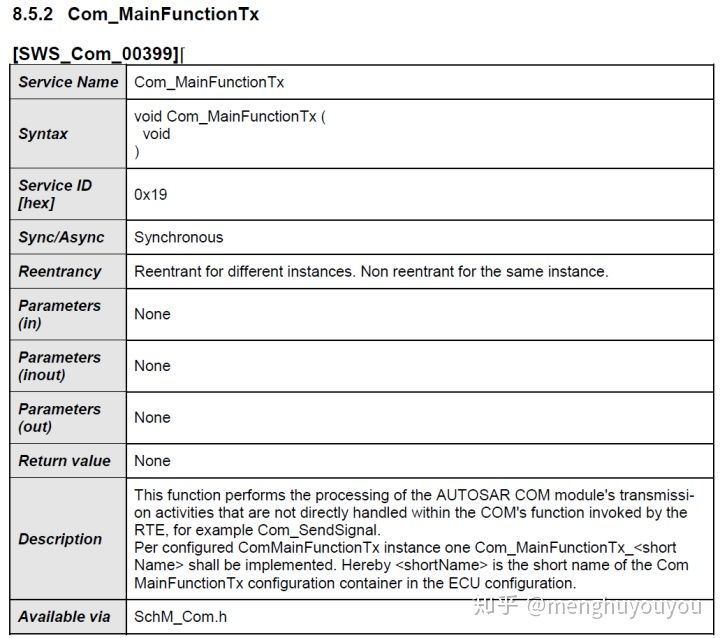 8.5.2 Com_MainFunctionTx
[SWS_Com_00399]⌈
Service Name Com_MainFunctionTx
Syntax void Com_MainFunctionTx (
void
)
Service ID [hex] 0x19
Sync/Async Synchronous
Reentrancy Reentrant for different instances. Non reentrant for the same instance.
Parameters (in) None
Parameters (inout) None
Parameters (out) None
Return value None
Description This function performs the processing of the AUTOSAR COM module's transmissi-
on activities that are not directly handled within the COM's function invoked by the
RTE, for example Com_SendSignal.
Per configured ComMainFunctionTx instance one Com_MainFunctionTx_<short
Name> shall be implemented. Hereby <shortName> is the short name of the Com
MainFunctionTx configuration container in the ECU configuration.
Available via SchM_Com.h
知乎 @menghuyouyou